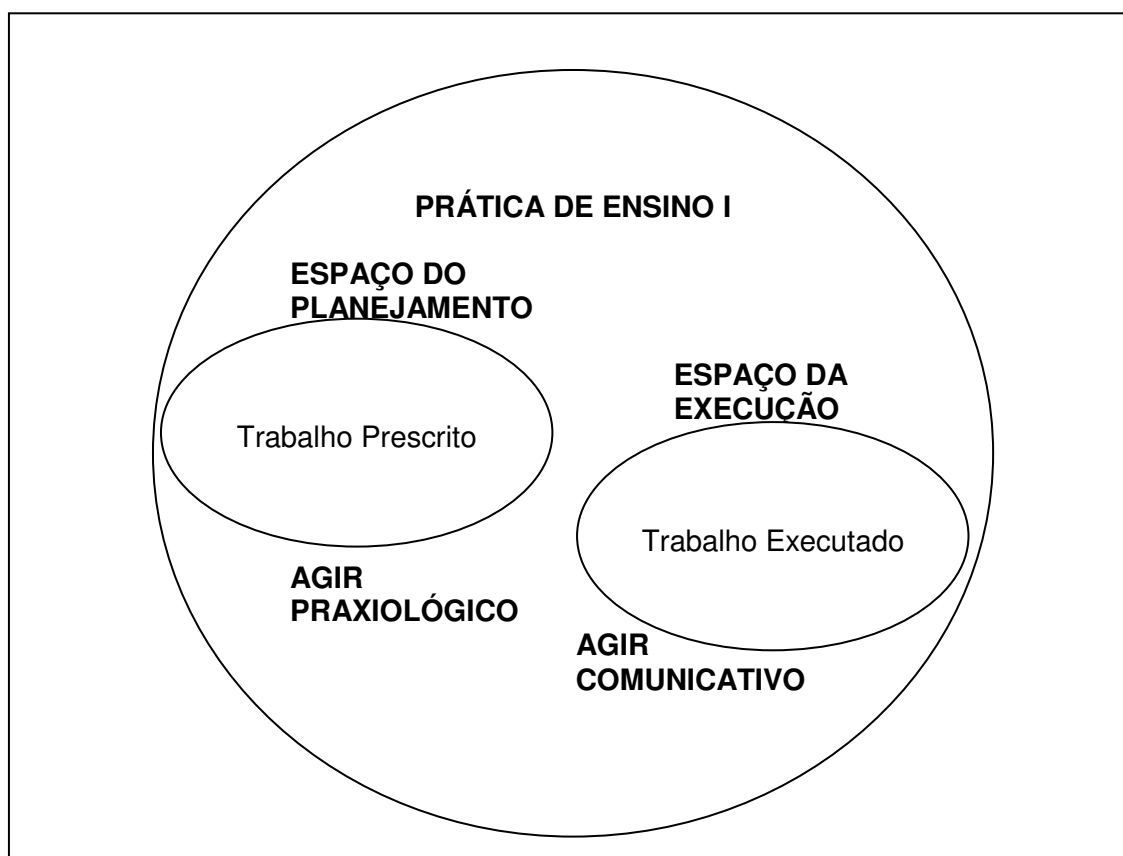 PRÁTICA DE ENSINO I
ESPAÇO DO
PLANEJAMENTO
Trabalho Prescrito
AGIR
PRAXIOLÓGICO
ESPAÇO DA
EXECUÇÃO
Trabalho Executado
AGIR
COMUNICATIVO